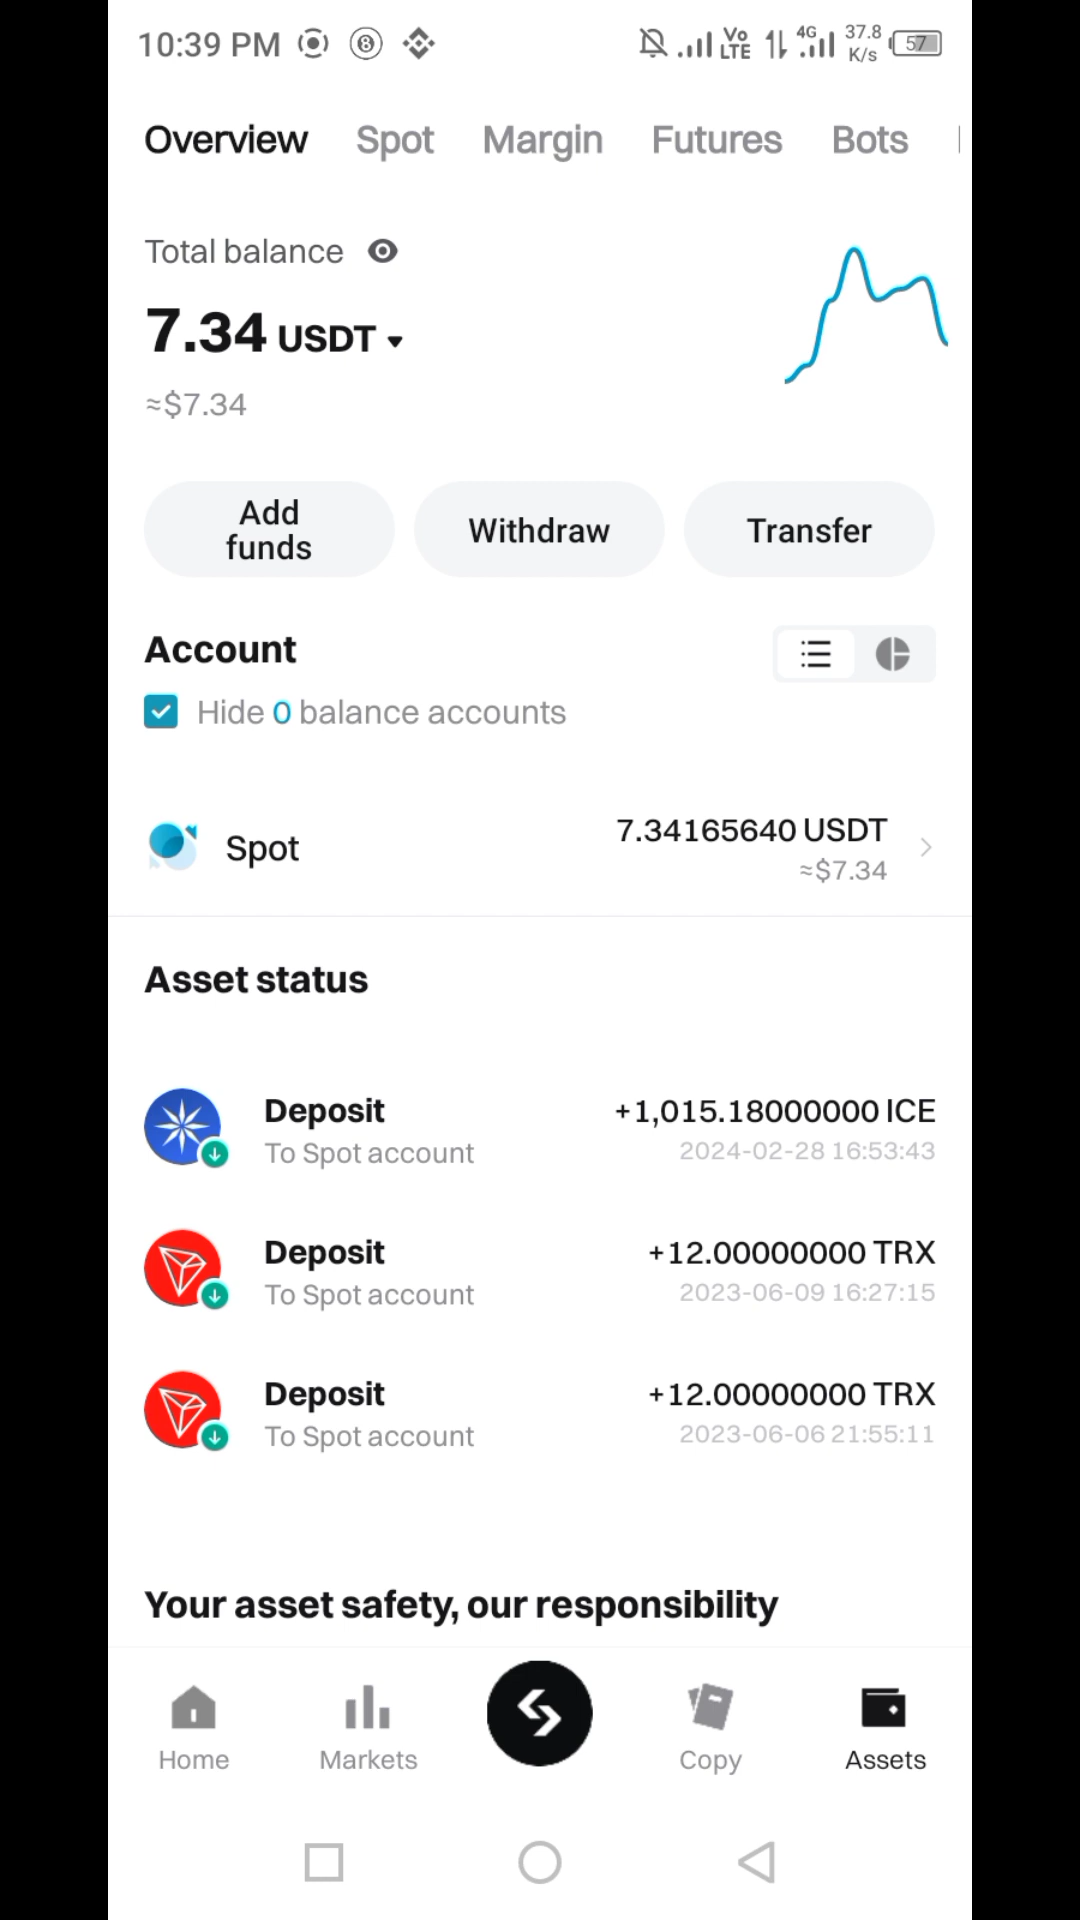 10:39 PM
Vo LTE 4G 37.8 K/s 57
Overview Spot Margin Futures Bots
Total balance
7.34 USDT
≈$7.34
Add funds
Withdraw
Transfer
Account
Hide 0 balance accounts
Spot 7.34165640 USDT
≈$7.34
Asset status
Deposit +1,015.18000000 ICE
To Spot account 2024-02-28 16:53:43
Deposit +12.00000000 TRX
To Spot account 2023-06-09 16:27:15
Deposit +12.00000000 TRX
To Spot account 2023-06-06 21:55:11
Your asset safety, our responsibility
Home Markets Copy Assets